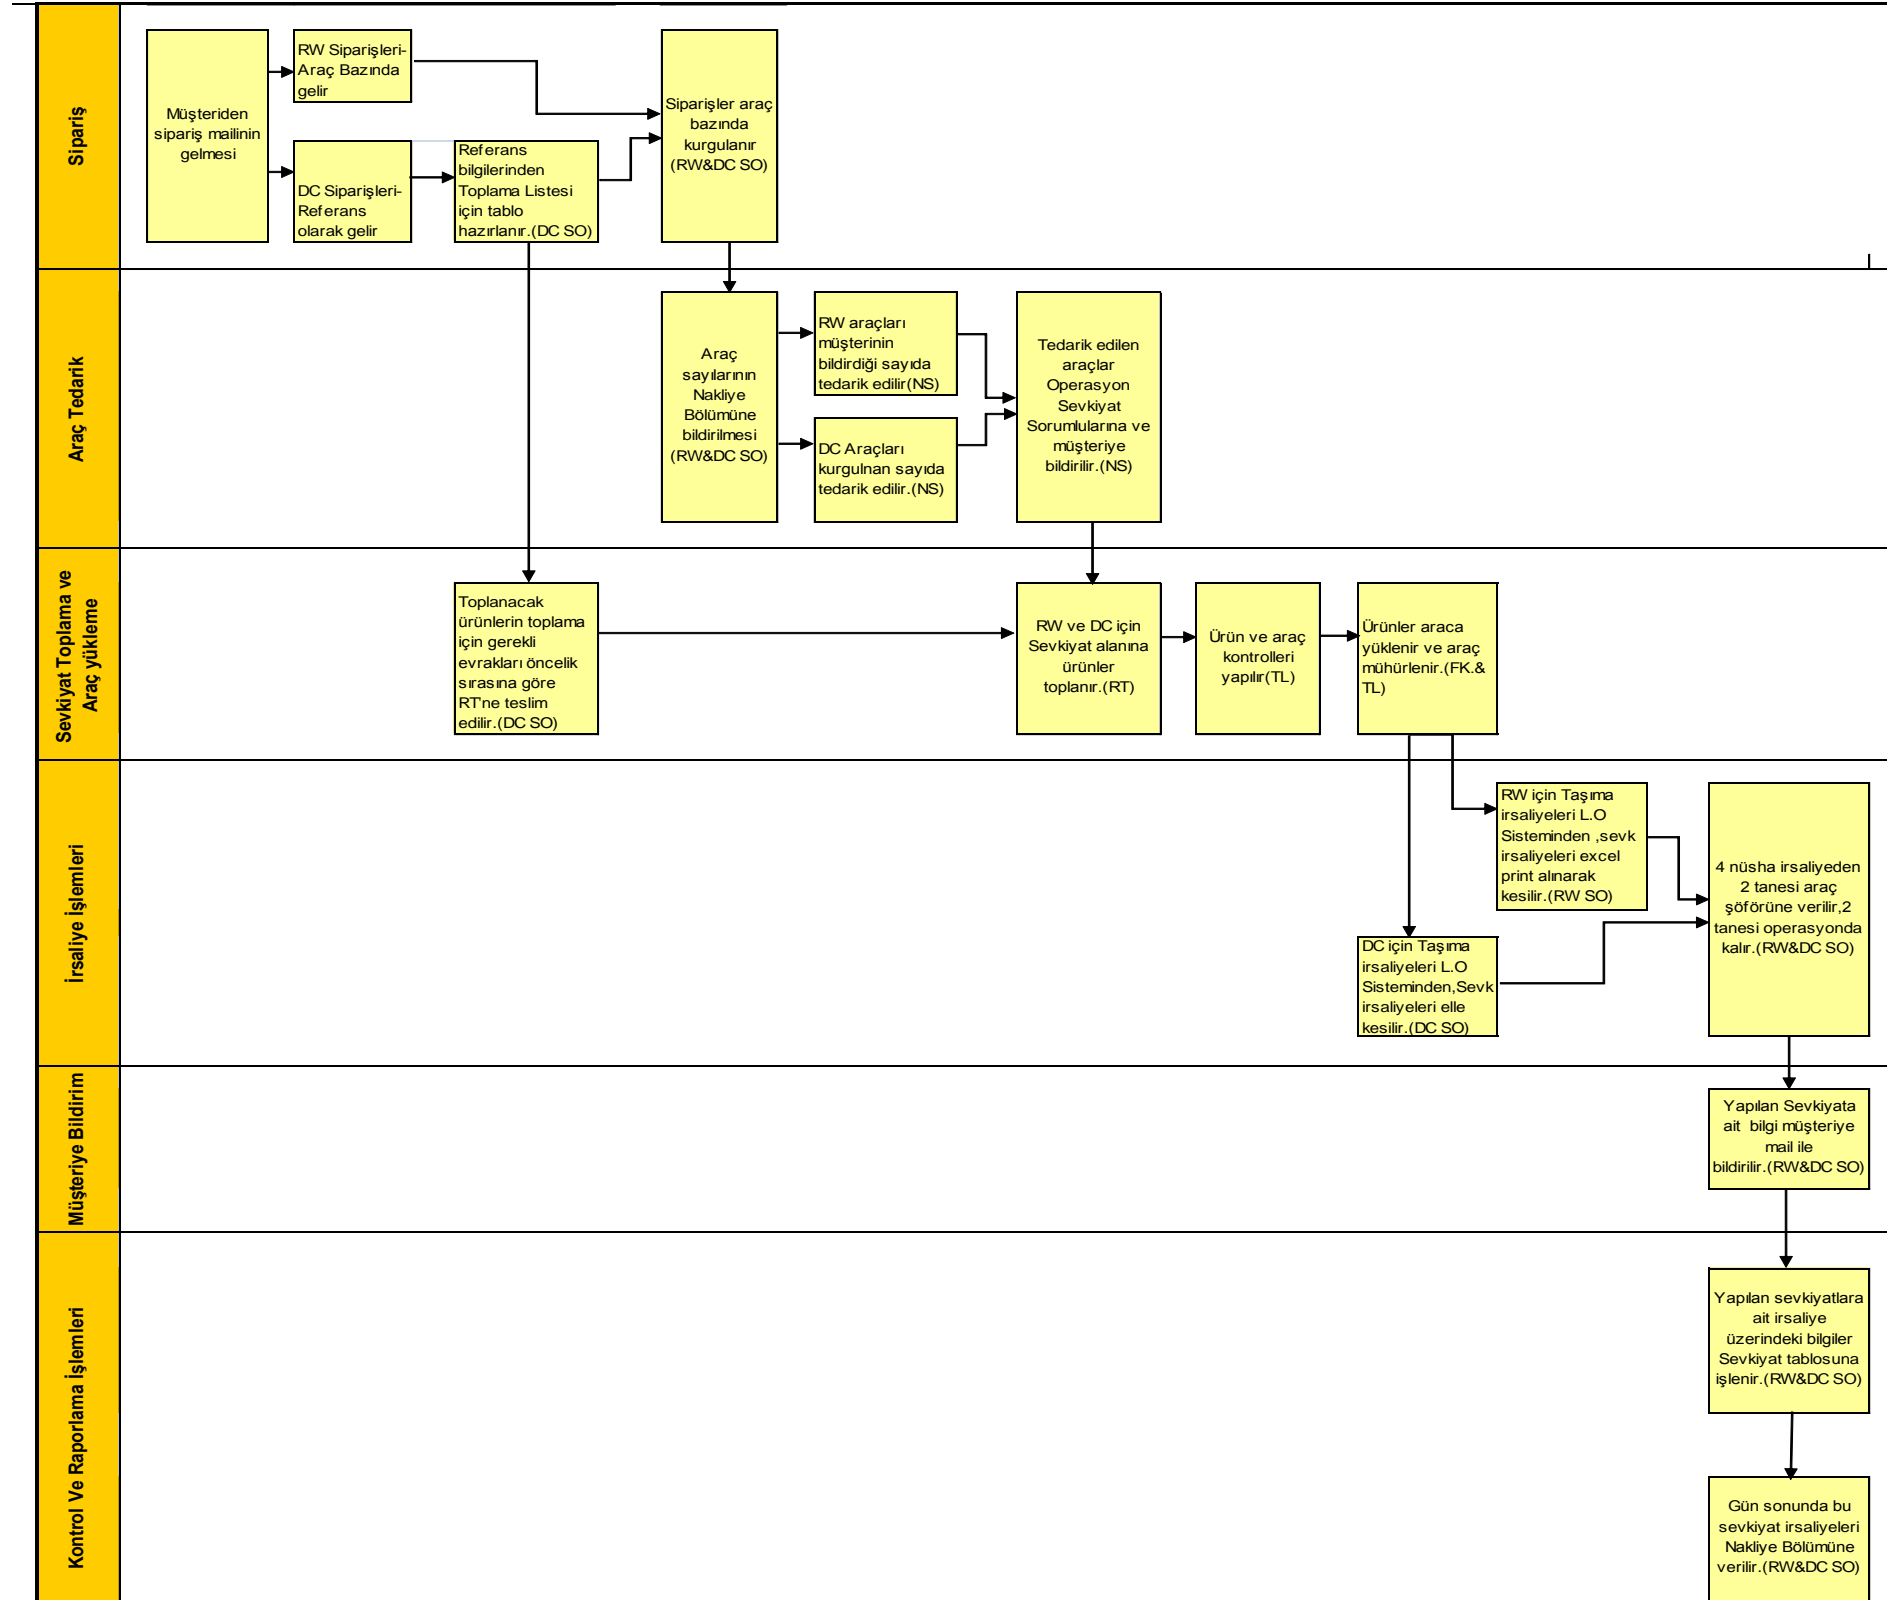 Sipariş
Müşteriden
sipariş mailinin
gelmesi
RW Siparişleri-
Araç Bazında
gelir
DC Siparişleri-
Referans
olarak gelir
Referans
bilgilerinden
Toplama Listesi
için tablo
hazırlanır.(DC SO)
Siparişler araç
bazında
kurgulanır
(RW&DC SO)
Araç Tedarik
Araç
sayılarının
Nakliye
Bölümüne
bildirilmesi
(RW&DC SO)
RW araçları
müşterinin
bildirdiği sayıda
tedarik edilir(NS)
DC Araçları
kurgulnan sayıda
tedarik edilir.(NS)
Tedarik edilen
araçlar
Operasyon
Sevkiyat
Sorumlularına ve
müşteriye
bildirilir.(NS)
Sevkiyat Toplama ve
Araç yükleme
Toplanacak
ürünlerin toplama
için gerekli
evrakları öncelik
sırasına göre
RT'ne teslim
edilir.(DC SO)
RW ve DC için
Sevkiyat alanına
ürünler
toplanır.(RT)
Ürün ve araç
kontrolleri
yapılır(TL)
Ürünler araca
yüklenir ve araç
mühürlenir.(FK.&
TL)
İrsaliye İşlemleri
RW için Taşıma
irsaliyeleri L.O
Sisteminden ,sevk
irsaliyeleri excel
print alınarak
kesilir.(RW SO)
DC için Taşıma
irsaliyeleri L.O
Sisteminden,Sevk
irsaliyeleri elle
kesilir.(DC SO)
4 nüsha irsaliyeden
2 tanesi araç
şöförüne verilir,2
tanesi operasyonda
kalır.(RW&DC SO)
Müşteriye Bildirim
Yapılan Sevkiyata
ait  bilgi müşteriye
mail ile
bildirilir.(RW&DC SO)
Kontrol Ve Raporlama İşlemleri
Yapılan sevkiyatlara
ait irsaliye
üzerindeki bilgiler
Sevkiyat tablosuna
işlenir.(RW&DC SO)
Gün sonunda bu
sevkiyat irsaliyeleri
Nakliye Bölümüne
verilir.(RW&DC SO)